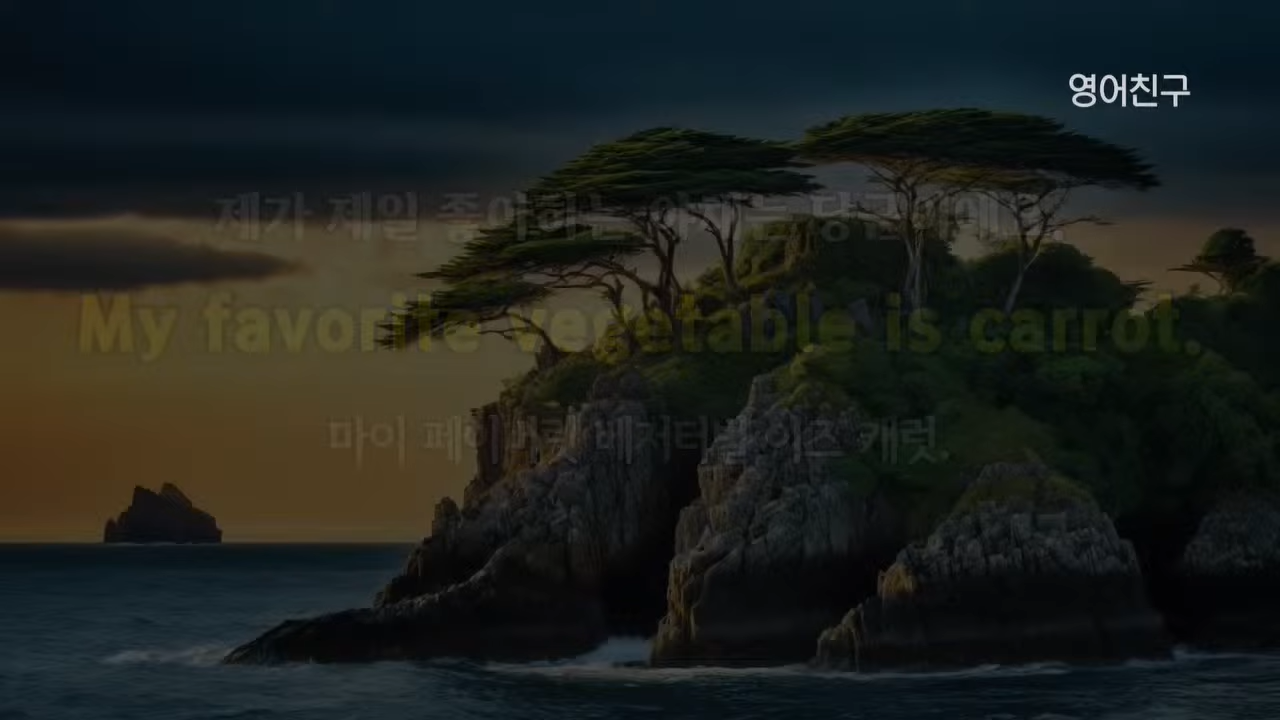 영어친구
제가 제일 좋아하는 야채는 당근이에요.
My favorite vegetable is carrot.
마이 페이버릿 베저터블 이즈 캐럿.